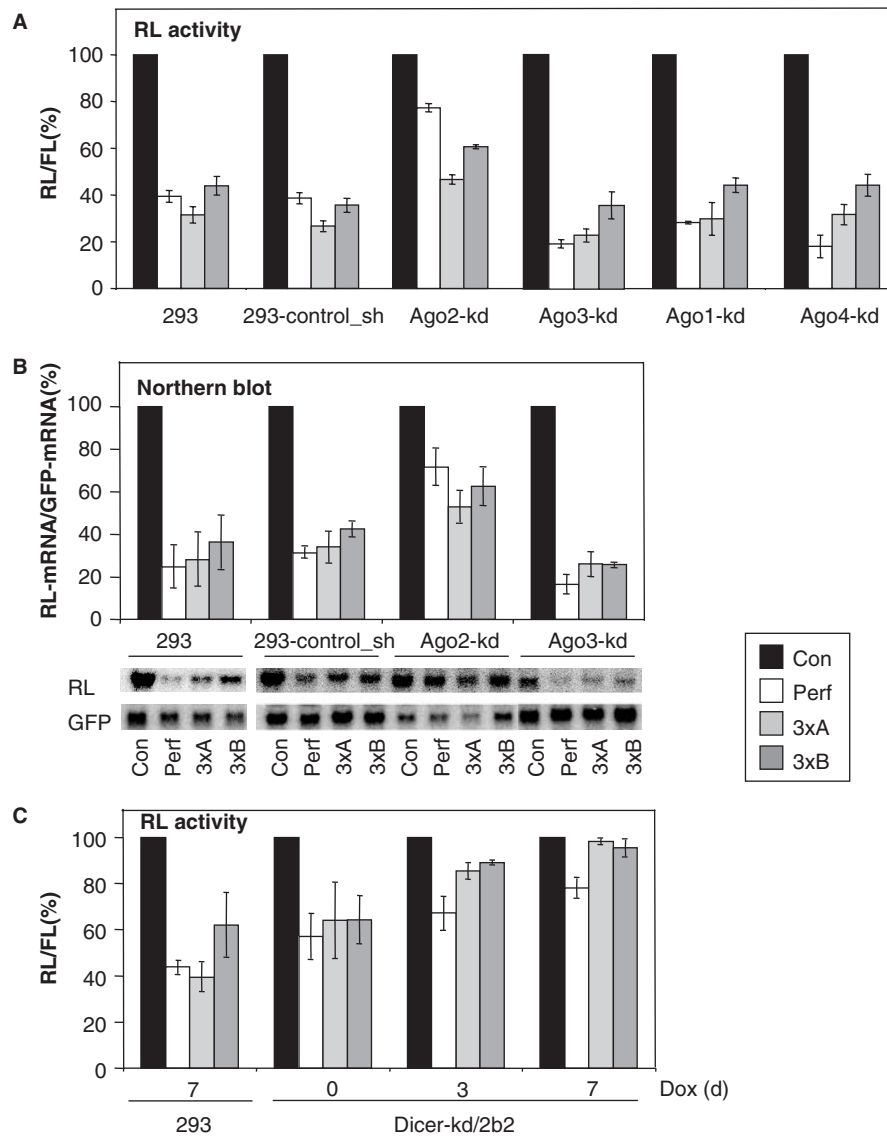 A
RL activity
RL/FL(%)
100
80
60
40
20
0
293
293-control_sh
Ago2-kd
Ago3-kd
Ago1-kd
Ago4-kd
B
Northern blot
RL-mRNA/GFP-mRNA(%)
100
80
60
40
20
0
293
293-control_sh
Ago2-kd
Ago3-kd
RL
GFP
Con
Perf
3xA
3xB
Con
Perf
3xA
3xB
Con
Perf
3xA
3xB
Con
Perf
3xA
3xB
Con
Perf
3xA
3xB
C
RL activity
RL/FL(%)
100
80
60
40
20
0
7
0
3
7
Dox (d)
293
Dicer-kd/2b2